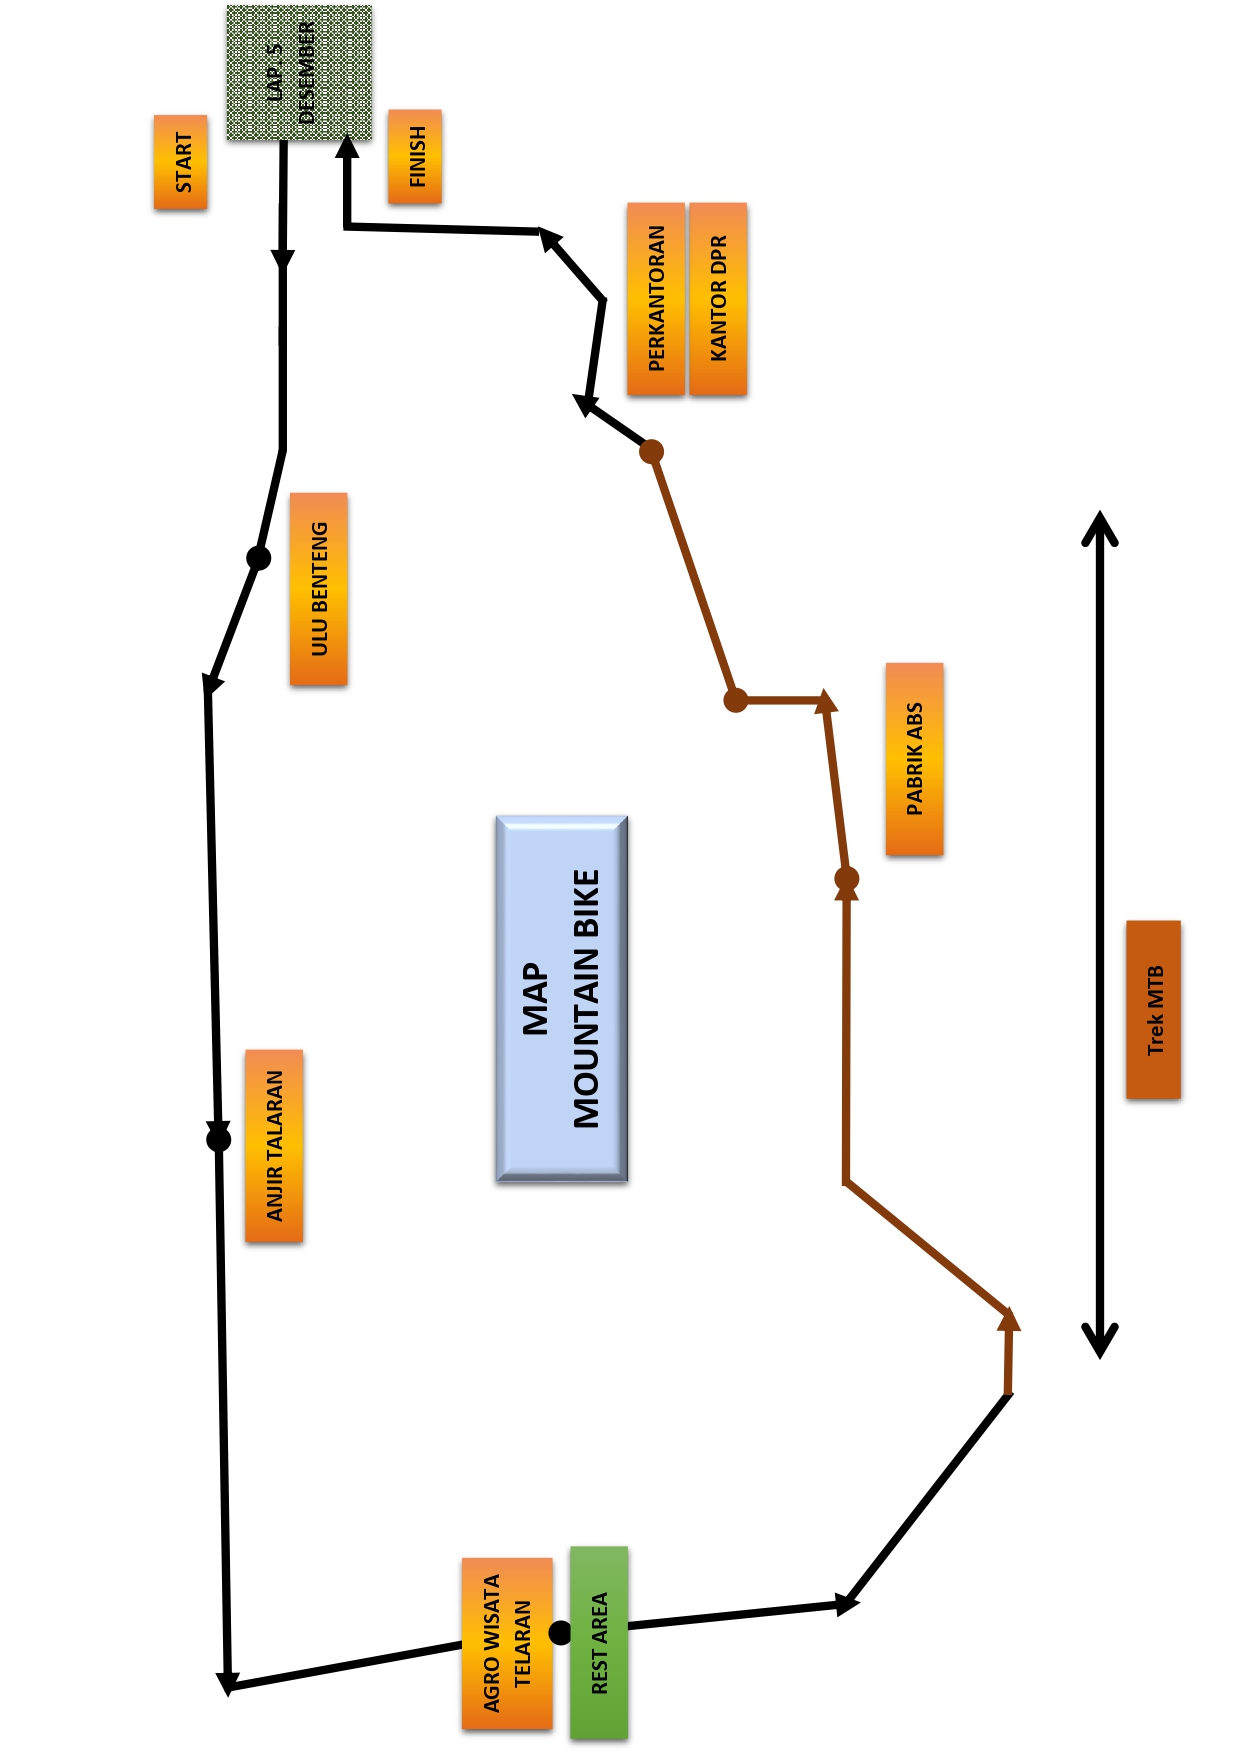 START
LAP. 5
DESEMBER
ANJIR TALARAN
ULU BENTENG
FINISH
AGRO WISATA
TELARAN
REST AREA
MAP
MOUNTAIN BIKE
PERKANTORAN
KANTOR DPR
PABRIK ABS
Trek MTB